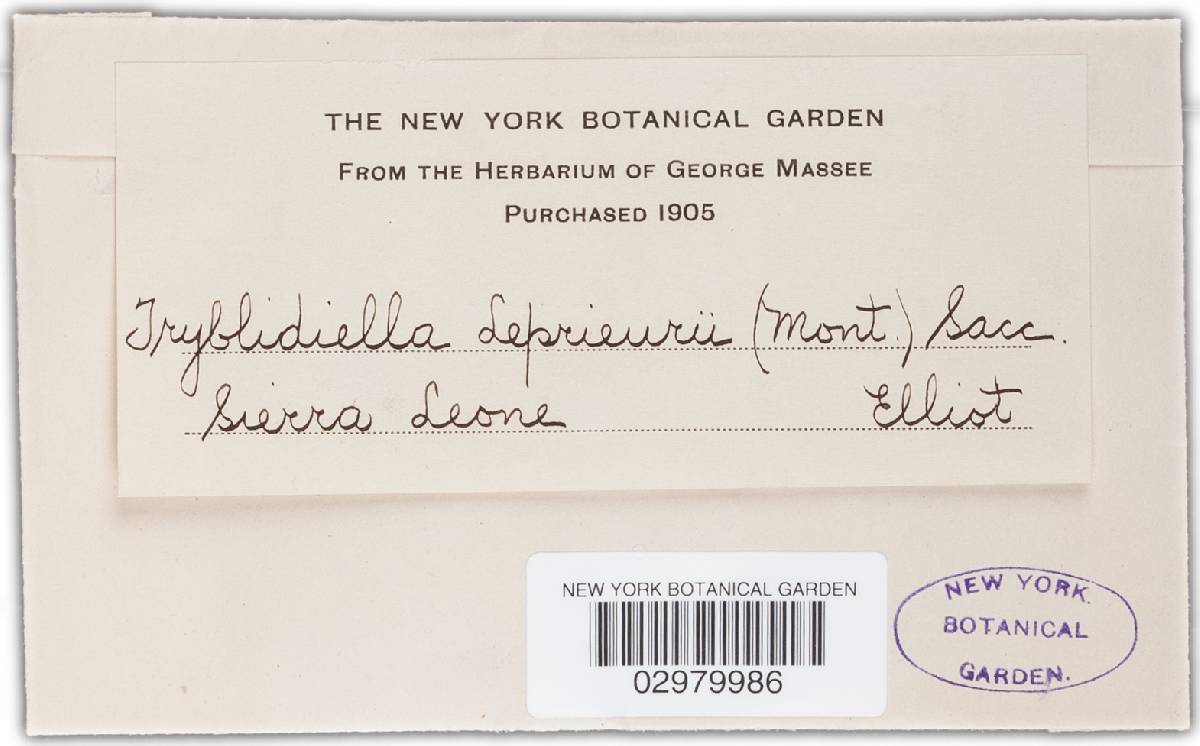 THE NEW YORK BOTANICAL GARDEN
FROM THE HERBARIUM OF GEORGE MASSEE
PURCHASED 1905
Tryblidiella Leprieurii (Mont.) Sacc.
Sierra Leone Elliot
NEW YORK BOTANICAL GARDEN
02979986
NEW YORK
BOTANICAL
GARDEN.